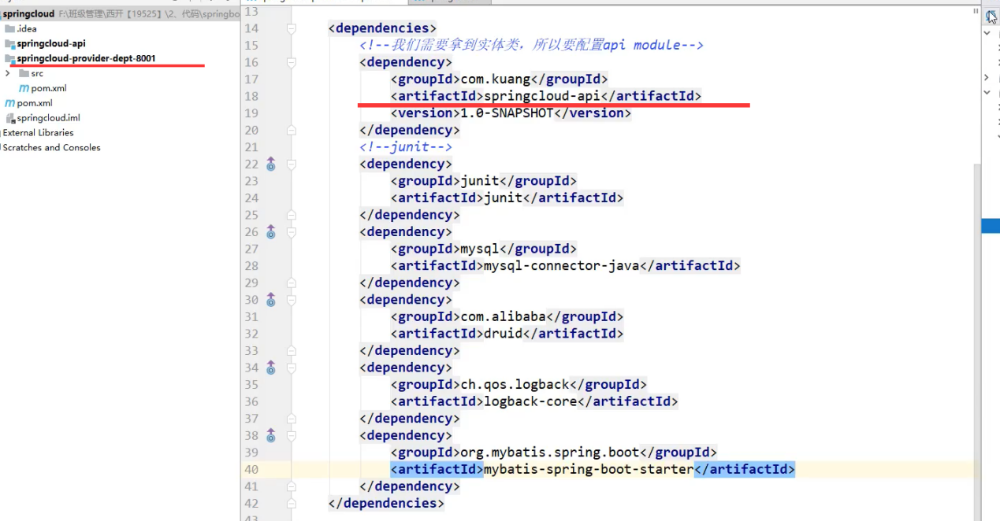 springcloud F:\班级管理\西开【19525】\2、代码\springbo
.idea
springcloud-api
springcloud-provider-dept-8001
src
pom.xml
pom.xml
springcloud.iml
External Libraries
Scratches and Consoles
13
14 <dependencies>
15 <!--我们需要拿到实体类，所以要配置api module-->
16 <dependency>
17 <groupId>com.kuang</groupId>
18 <artifactId>springcloud-api</artifactId>
19 <version>1.0-SNAPSHOT</version>
20 </dependency>
21 <!--junit-->
22 <dependency>
23 <groupId>junit</groupId>
24 <artifactId>junit</artifactId>
25 </dependency>
26 <dependency>
27 <groupId>mysql</groupId>
28 <artifactId>mysql-connector-java</artifactId>
29 </dependency>
30 <dependency>
31 <groupId>com.alibaba</groupId>
32 <artifactId>druid</artifactId>
33 </dependency>
34 <dependency>
35 <groupId>ch.qos.logback</groupId>
36 <artifactId>logback-core</artifactId>
37 </dependency>
38 <dependency>
39 <groupId>org.mybatis.spring.boot</groupId>
40 <artifactId>mybatis-spring-boot-starter</artifactId>
41 </dependency>
42 </dependencies>
43